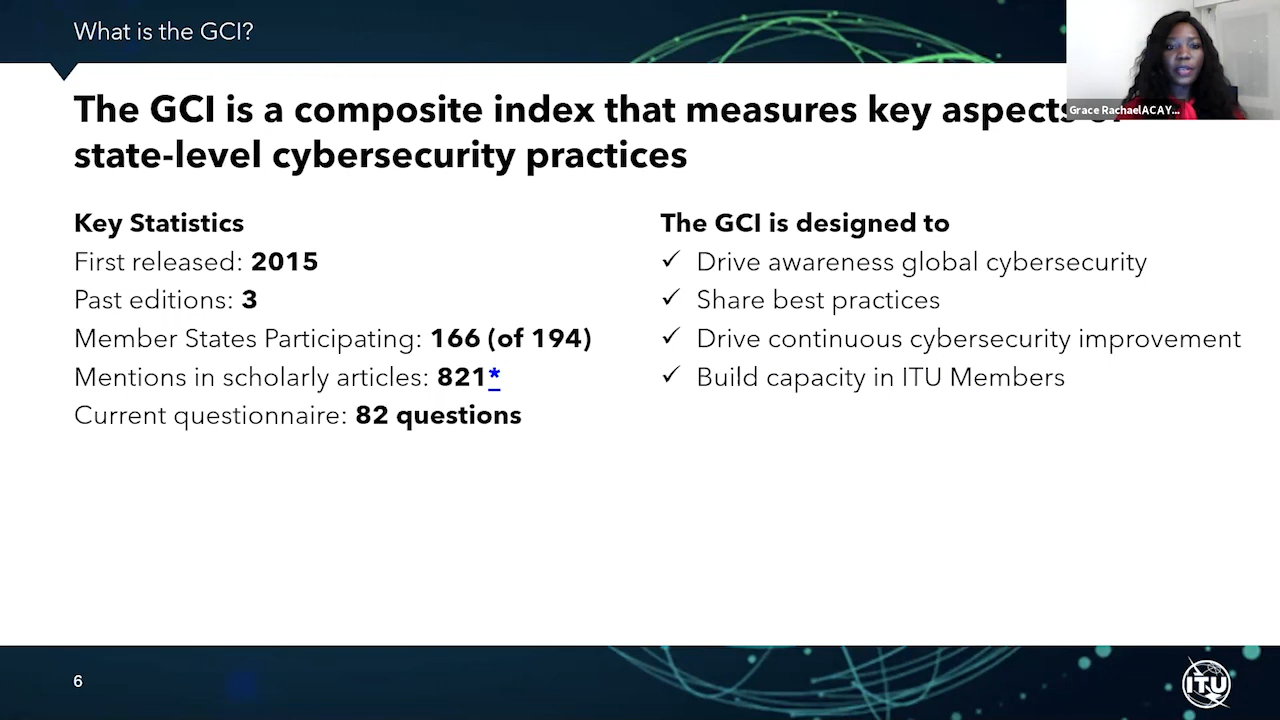 What is the GCI?
The GCI is a composite index that measures key aspects
state-level cybersecurity practices
Grace RachaelACAY...
Key Statistics
First released: 2015
Past editions: 3
Member States Participating: 166 (of 194)
Mentions in scholarly articles: 821*
Current questionnaire: 82 questions
The GCI is designed to
✓ Drive awareness global cybersecurity
✓ Share best practices
✓ Drive continuous cybersecurity improvement
✓ Build capacity in ITU Members
6
ITU